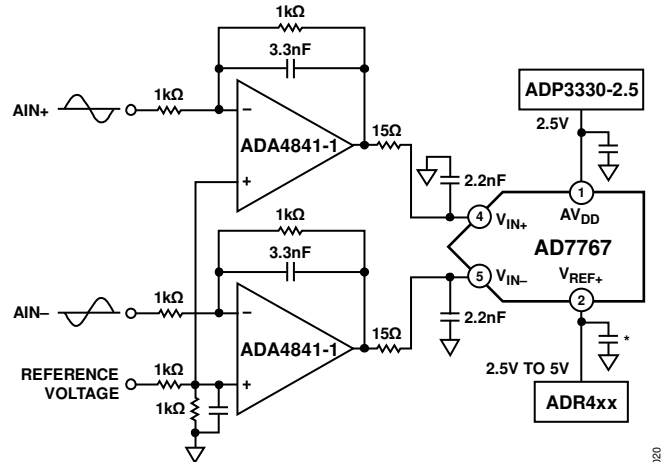 1kΩ
3.3nF
1kΩ
AIN+
−
ADA4841-1
+
15Ω
2.2nF
ADP3330-2.5
2.5V
1
AVDD
4
VIN+
AD7767
5
VIN−
VREF+
2
1kΩ
3.3nF
1kΩ
AIN−
−
ADA4841-1
+
15Ω
2.2nF
1kΩ
REFERENCE
VOLTAGE
1kΩ
*
2.5V TO 5V
ADR4xx
020